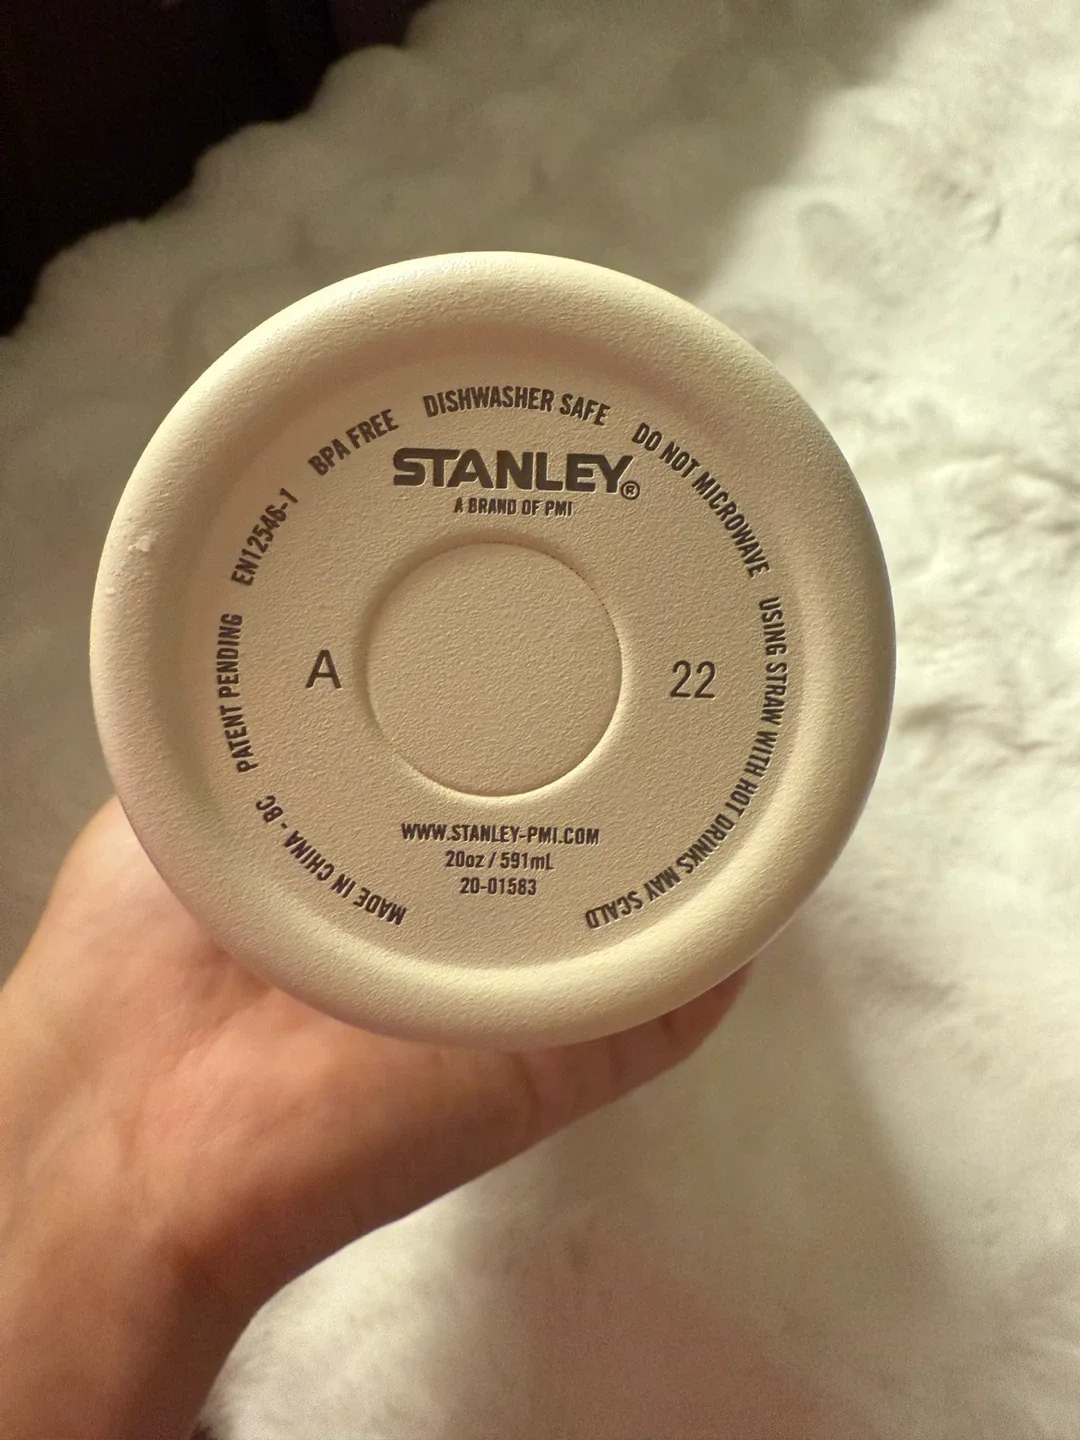 MADE IN CHINA - BC PATENT PENDING EN12546-1 BPA FREE DISHWASHER SAFE DO NOT MICROWAVE USING STRAW WITH HOT DRINKS MAY SCALD
STANLEY®
A BRAND OF PMI
A
22
WWW.STANLEY-PMI.COM
20oz / 591mL
20-01583